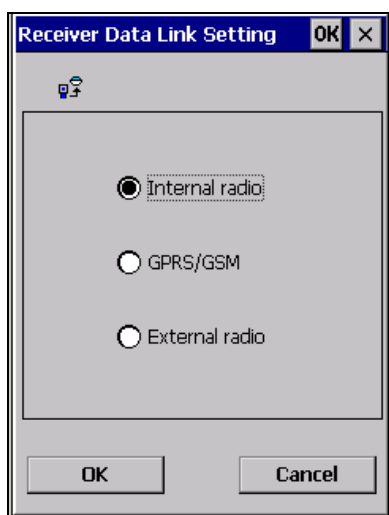 Receiver Data Link Setting OK ×
Internal radio
GPRS/GSM
External radio
OK Cancel